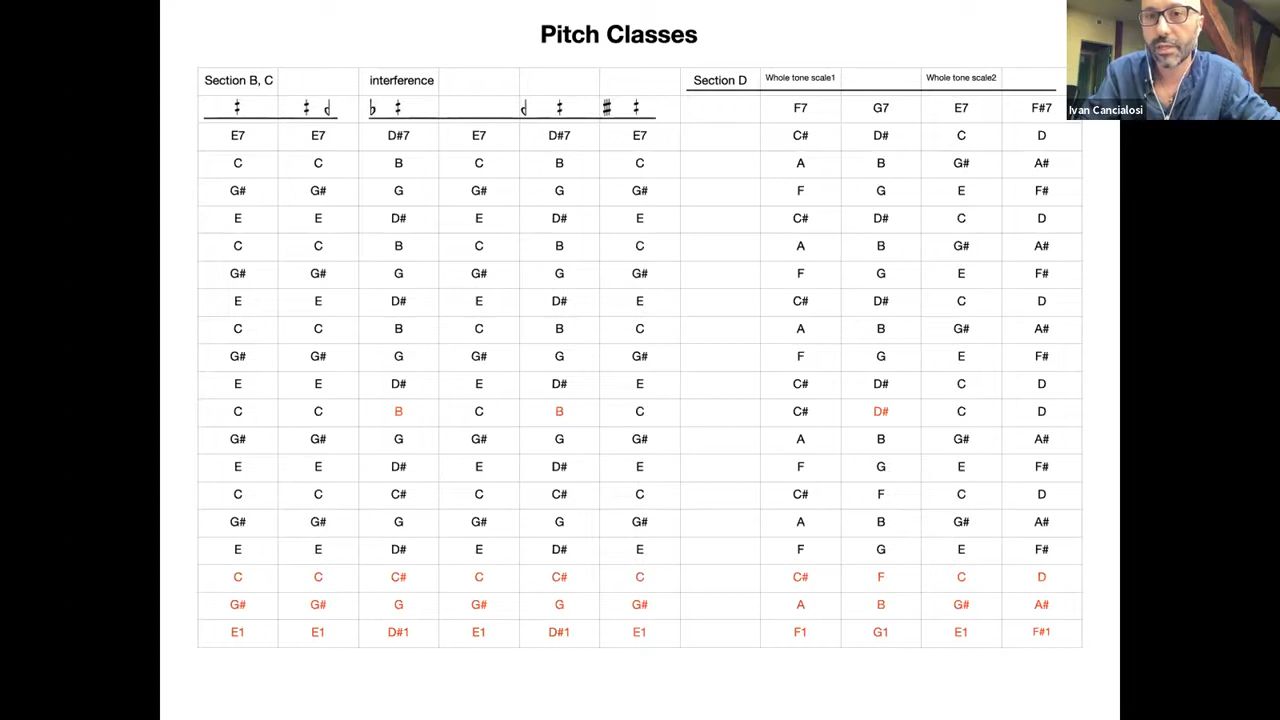 Pitch Classes
Section B, C interference Section D Whole tone scale1 Whole tone scale2
F7 G7 E7 F#7
Ivan Cancialosi
E7 E7 D#7 E7 D#7 E7 C# D# C D
C C B C B C A B G# A#
G# G# G G# G G# F G E F#
E E D# E D# E C# D# C D
C C B C B C A B G# A#
G# G# G G# G G# F G E F#
E E D# E D# E C# D# C D
C C B C B C A B G# A#
G# G# G G# G G# F G E F#
E E D# E D# E C# D# C D
C C B C B C C# D# C D
G# G# G G# G G# A B G# A#
E E D# E D# E F G E F#
C C C# C C# C C# F C D
G# G# G G# G G# A B G# A#
E E D# E D# E F G E F#
C C C# C C# C C# F C D
G# G# G G# G G# A B G# A#
E1 E1 D#1 E1 D#1 E1 F1 G1 E1 F#1